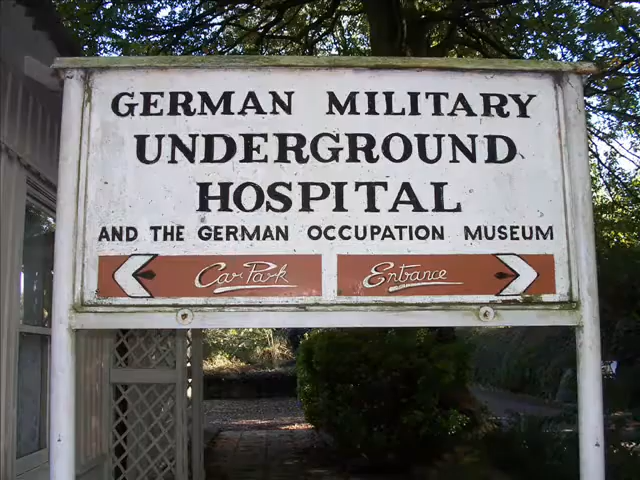 GERMAN MILITARY
UNDERGROUND
HOSPITAL
AND THE GERMAN OCCUPATION MUSEUM
Car Park
Entrance